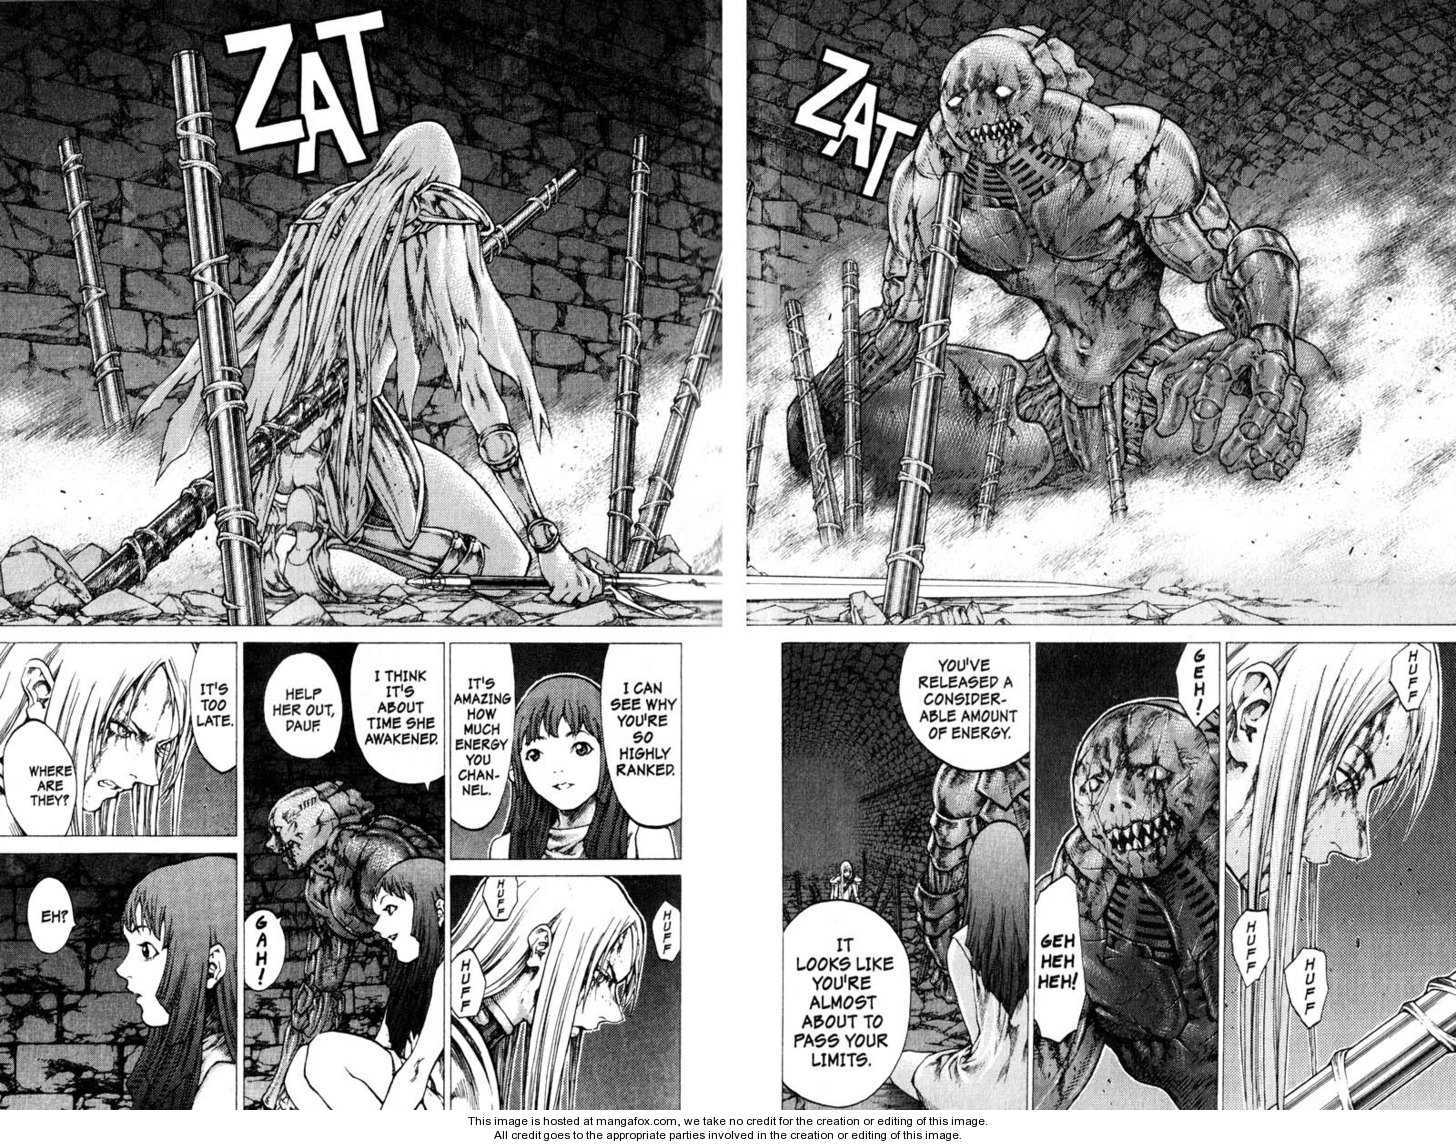 ZAT
ZAT
HUFF
HUFF
HUFF
GEH!
GEH
HEH
HEH!
YOU'VE
RELEASED A
CONSIDER-
ABLE AMOUNT
OF ENERGY.
IT
LOOKS LIKE
YOU'RE
ALMOST
ABOUT TO
PASS YOUR
LIMITS.
I CAN
SEE WHY
YOU'RE
SO
HIGHLY
RANKED.
IT'S
AMAZING
HOW
MUCH
ENERGY
YOU
CHAN-
NEL.
HUFF
HUFF
HUFF
I THINK
IT'S
ABOUT
TIME SHE
AWAKENED.
HELP
HER OUT,
DAUF.
GAH!
IT'S
TOO
LATE.
WHERE
ARE
THEY?
EH?
This image is hosted at mangafox.com, we take no credit for the creation or editing of this image.
All credit goes to the appropriate parties involved in the creation or editing of this image.